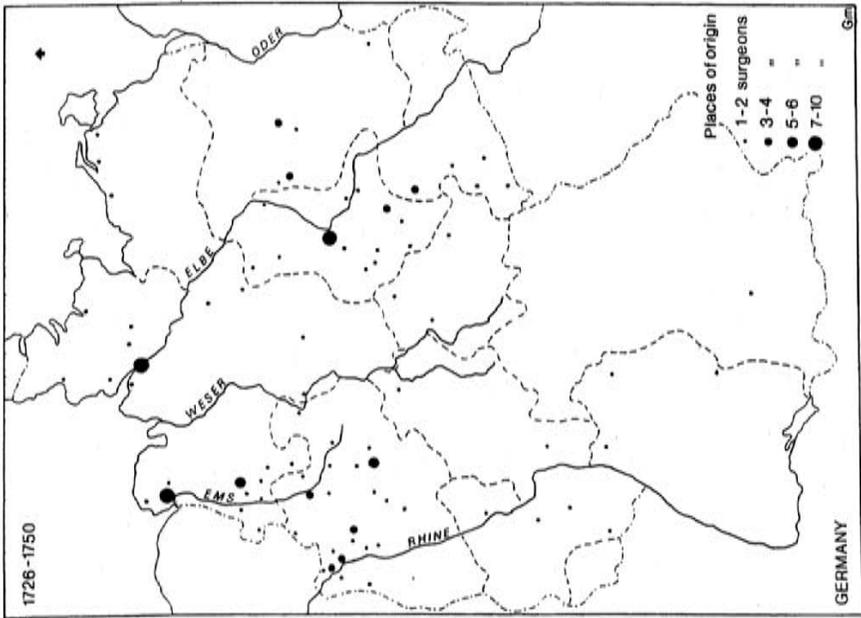 1726-1750
ODER
ELBE
WESER
EMS
RHINE
Places of origin
1-2 surgeons
3-4 "
5-6 "
7-10 "
GERMANY
Gm